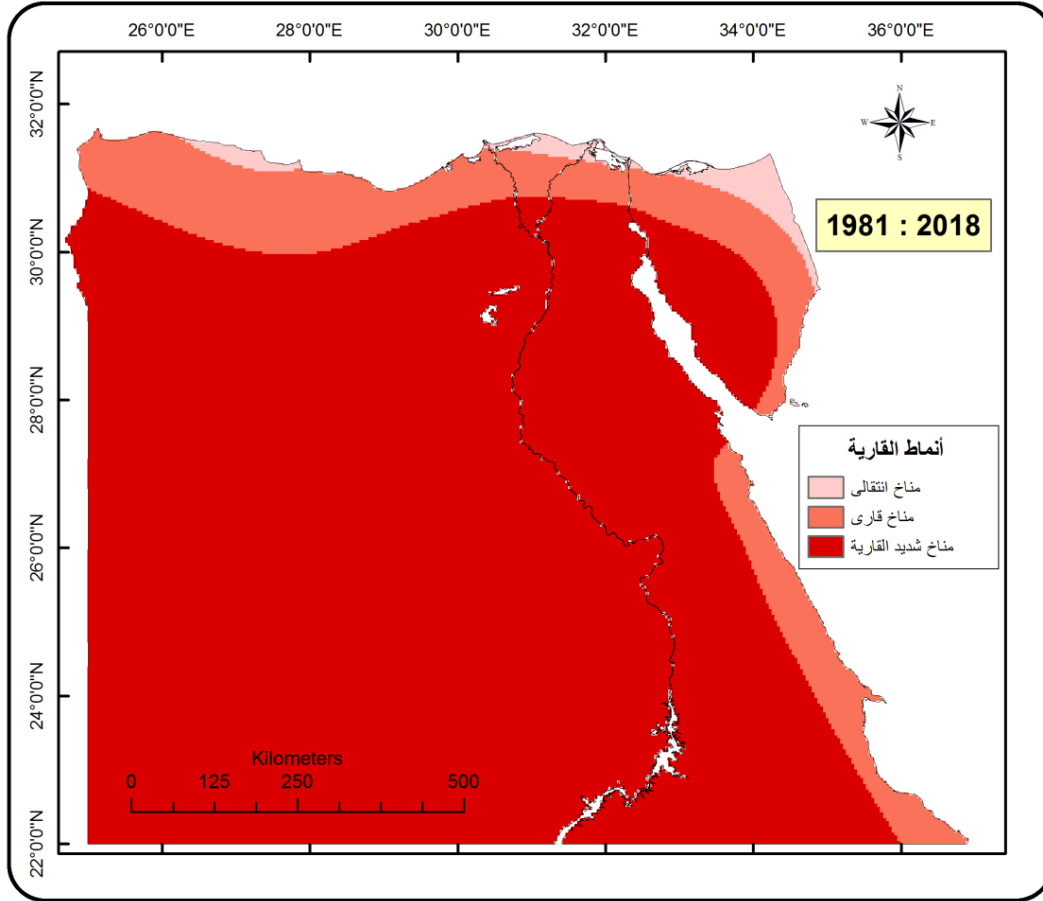 26°0'0"E 28°0'0"E 30°0'0"E 32°0'0"E 34°0'0"E 36°0'0"E
32°0'0"N
30°0'0"N
28°0'0"N
26°0'0"N
24°0'0"N
22°0'0"N
N
W E
S
1981 : 2018
أنماط القارية
مناخ انتقالى
مناخ قارى
مناخ شديد القارية
Kilometers
0 125 250 500